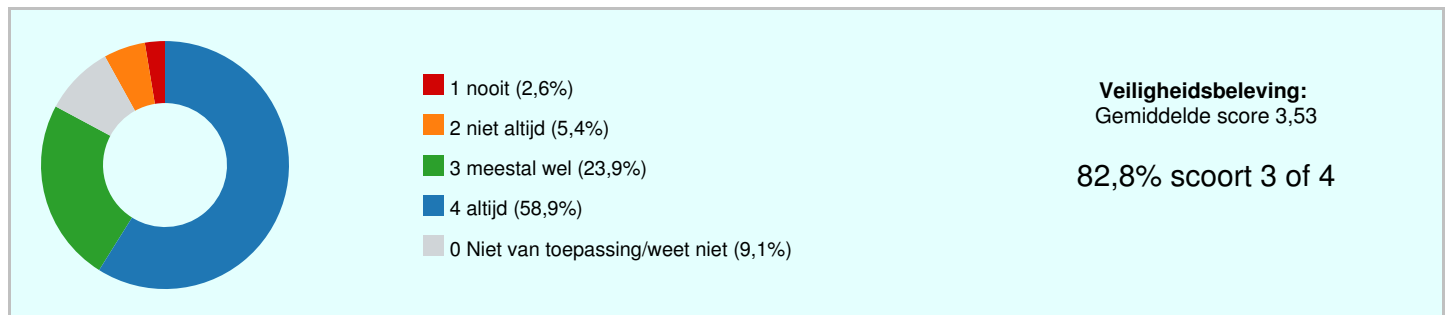 1 nooit (2,6%)
2 niet altijd (5,4%)
3 meestal wel (23,9%)
4 altijd (58,9%)
0 Niet van toepassing/weet niet (9,1%)
Veiligheidsbeleving:
Gemiddelde score 3,53
82,8% scoort 3 of 4